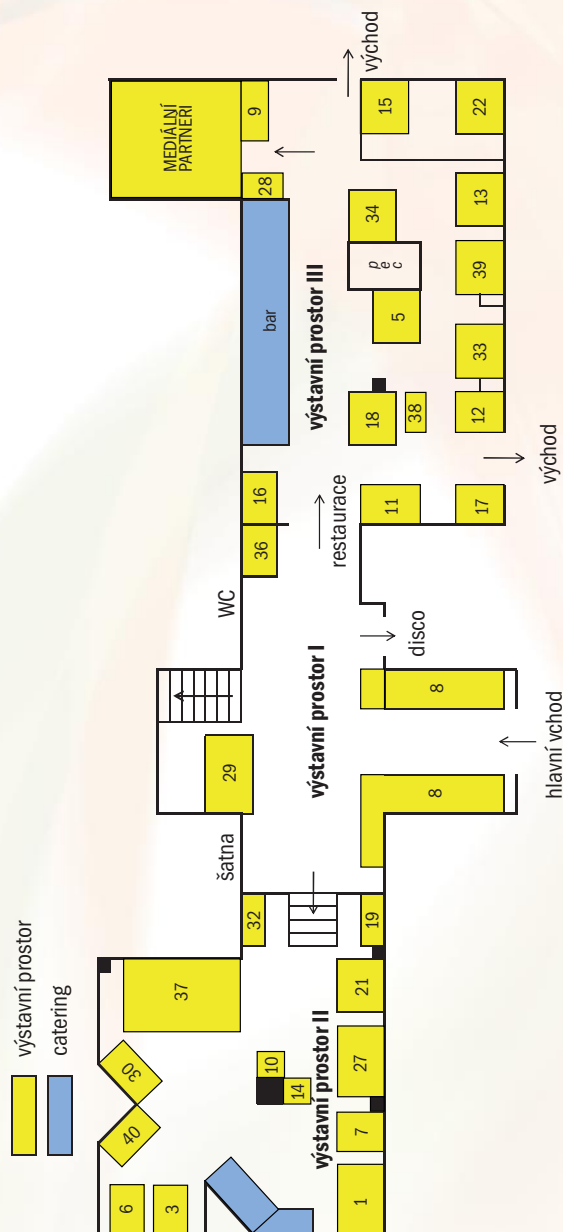 výstavní prostor
catering
MEDIÁLNÍ
PARTNEŘI
9
28
východ
15
22
bar
výstavní prostor III
34
pec
5
13
39
33
18
38
12
16
36
restaurace
11
17
východ
WC
disco
výstavní prostor I
29
šatna
8
8
hlavní vchod
32
19
37
21
30
40
10
14
27
výstavní prostor II
7
6
3
1